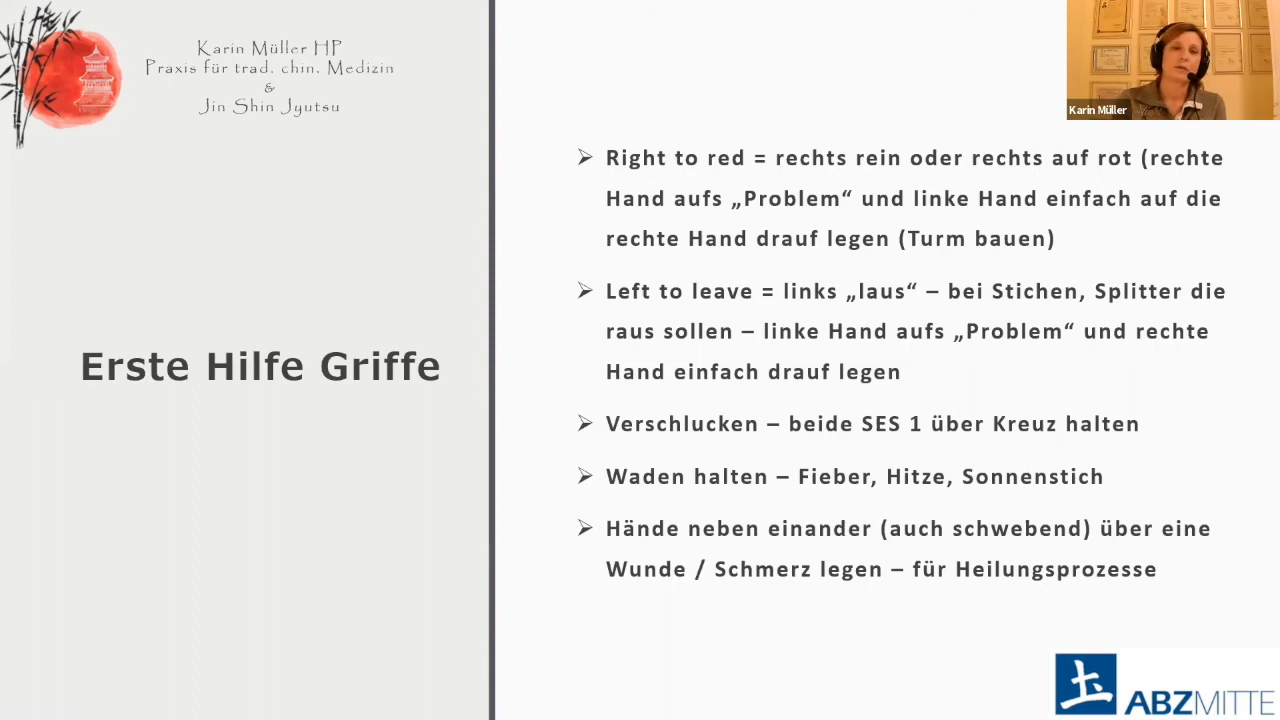 Karin Müller HP
Praxis für trad. chin. Medizin
&
Jin Shin Jyutsu
Karin Müller
Erste Hilfe Griffe
➢ Right to red = rechts rein oder rechts auf rot (rechte
Hand aufs „Problem“ und linke Hand einfach auf die
rechte Hand drauf legen (Turm bauen)
➢ Left to leave = links „laus“ – bei Stichen, Splitter die
raus sollen – linke Hand aufs „Problem“ und rechte
Hand einfach drauf legen
➢ Verschlucken – beide SES 1 über Kreuz halten
➢ Waden halten – Fieber, Hitze, Sonnenstich
➢ Hände neben einander (auch schwebend) über eine
Wunde / Schmerz legen – für Heilungsprozesse
ABZMITTE